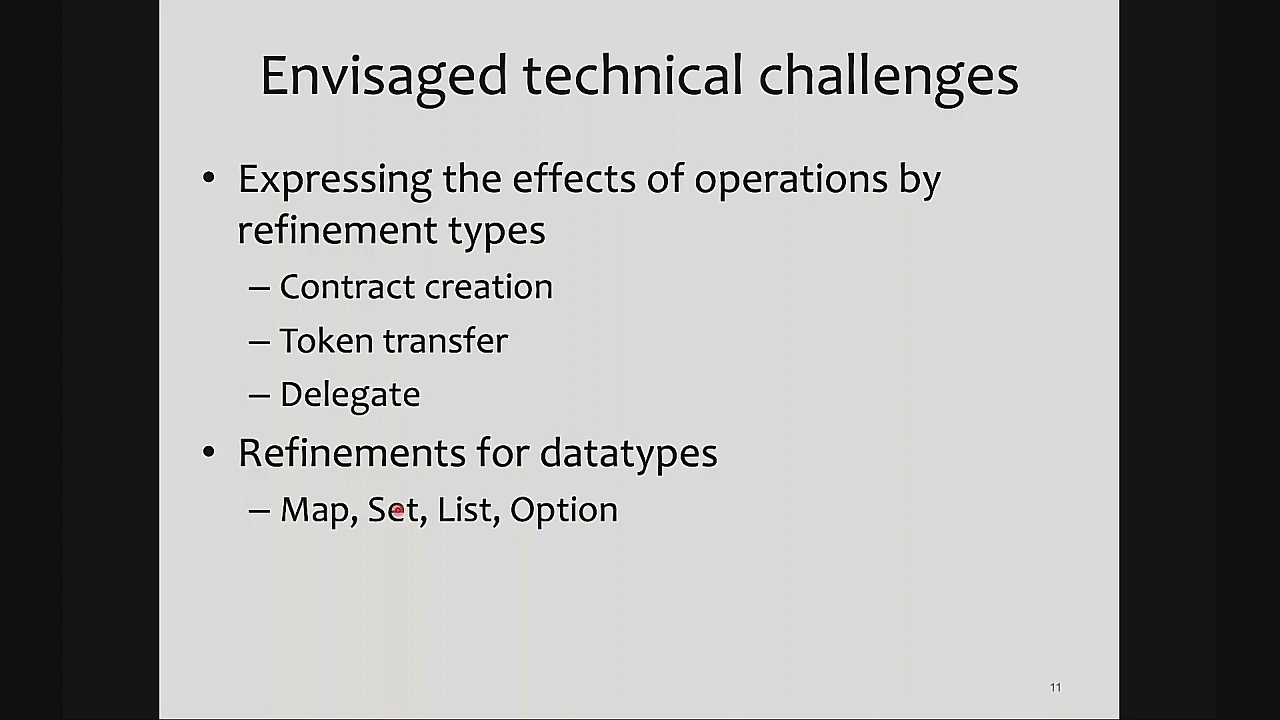 Envisaged technical challenges
• Expressing the effects of operations by
refinement types
– Contract creation
– Token transfer
– Delegate
• Refinements for datatypes
– Map, Set, List, Option
11